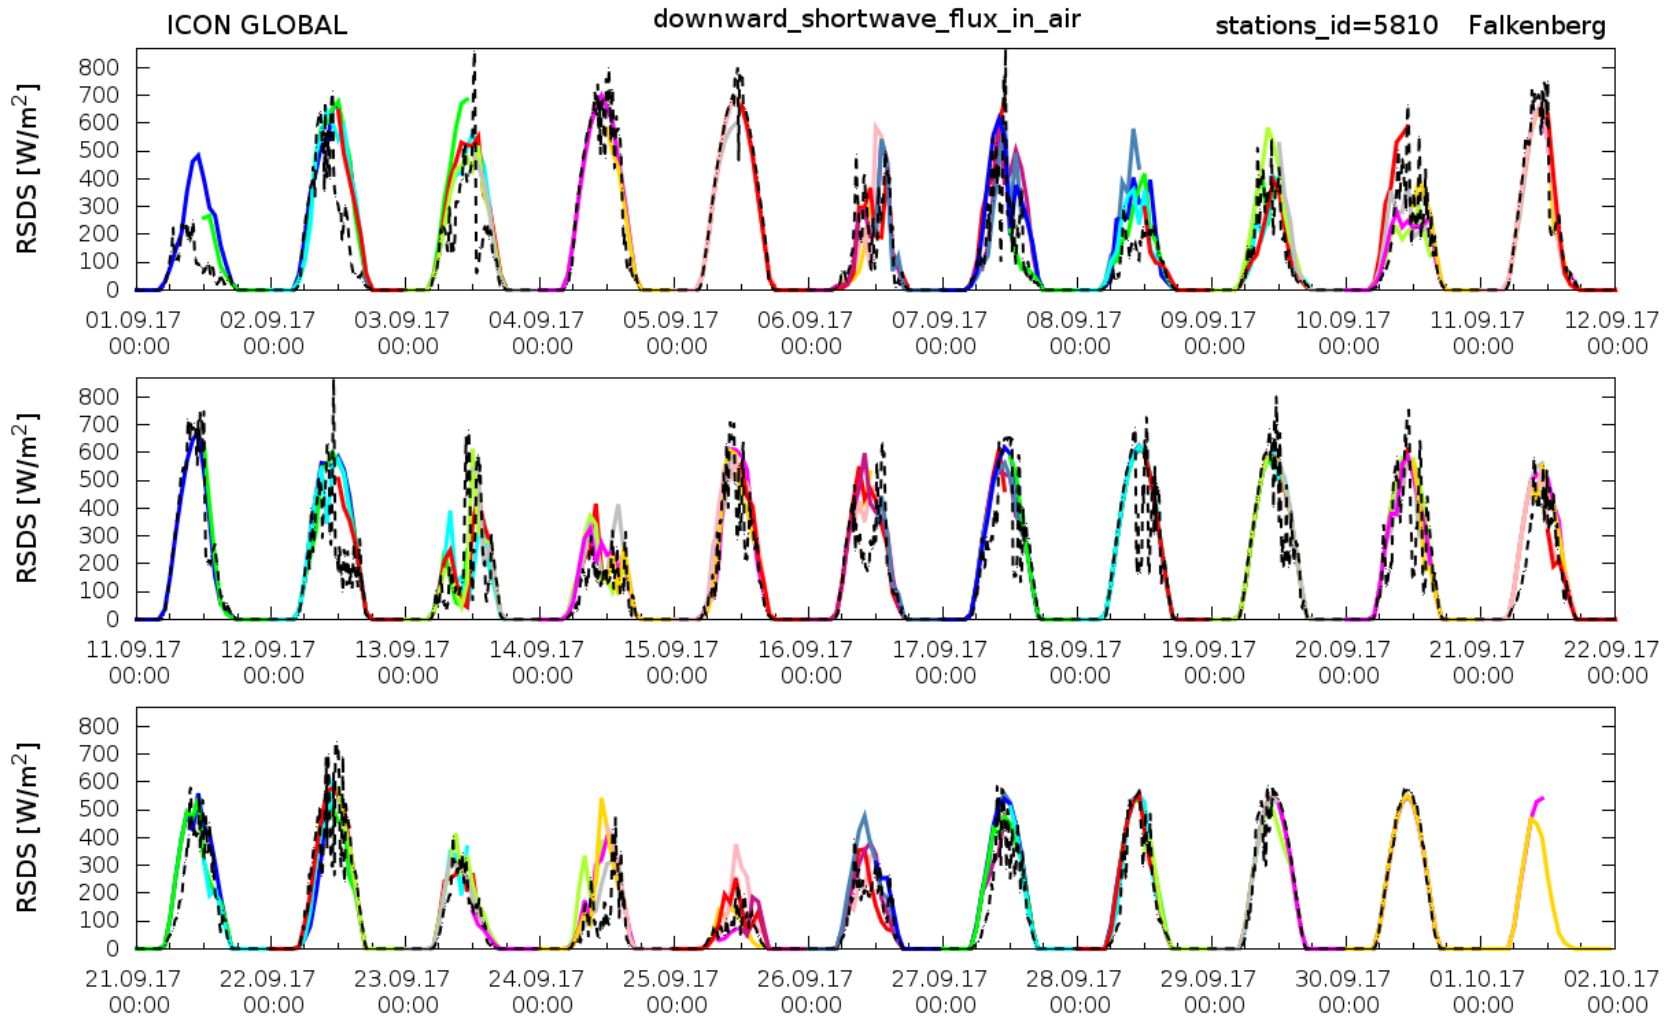 ICON GLOBAL downward_shortwave_flux_in_air stations_id=5810 Falkenberg
RSDS [W/m²]
800
700
600
500
400
300
200
100
0
01.09.17 02.09.17 03.09.17 04.09.17 05.09.17 06.09.17 07.09.17 08.09.17 09.09.17 10.09.17 11.09.17 12.09.17
00:00 00:00 00:00 00:00 00:00 00:00 00:00 00:00 00:00 00:00 00:00 00:00
RSDS [W/m²]
800
700
600
500
400
300
200
100
0
11.09.17 12.09.17 13.09.17 14.09.17 15.09.17 16.09.17 17.09.17 18.09.17 19.09.17 20.09.17 21.09.17 22.09.17
00:00 00:00 00:00 00:00 00:00 00:00 00:00 00:00 00:00 00:00 00:00 00:00
RSDS [W/m²]
800
700
600
500
400
300
200
100
0
21.09.17 22.09.17 23.09.17 24.09.17 25.09.17 26.09.17 27.09.17 28.09.17 29.09.17 30.09.17 01.10.17 02.10.17
00:00 00:00 00:00 00:00 00:00 00:00 00:00 00:00 00:00 00:00 00:00 00:00